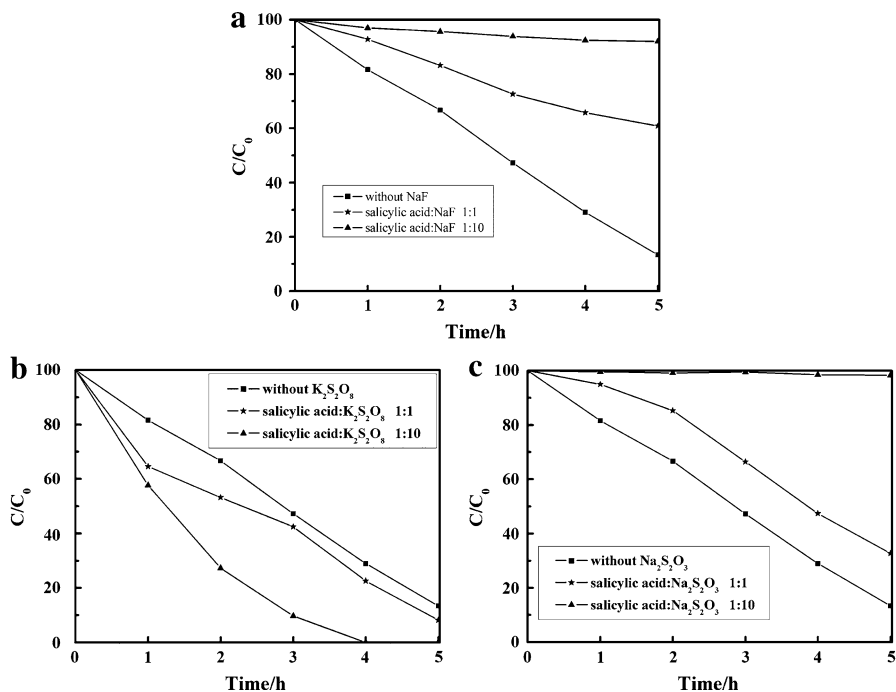 a
100
80
60
40
20
0
C/C₀
without NaF
salicylic acid:NaF 1:1
salicylic acid:NaF 1:10
0 1 2 3 4 5
Time/h
b
100
80
60
40
20
0
C/C₀
without K₂S₂O₈
salicylic acid:K₂S₂O₈ 1:1
salicylic acid:K₂S₂O₈ 1:10
0 1 2 3 4 5
Time/h
c
100
80
60
40
20
0
C/C₀
without Na₂S₂O₃
salicylic acid:Na₂S₂O₃ 1:1
salicylic acid:Na₂S₂O₃ 1:10
0 1 2 3 4 5
Time/h